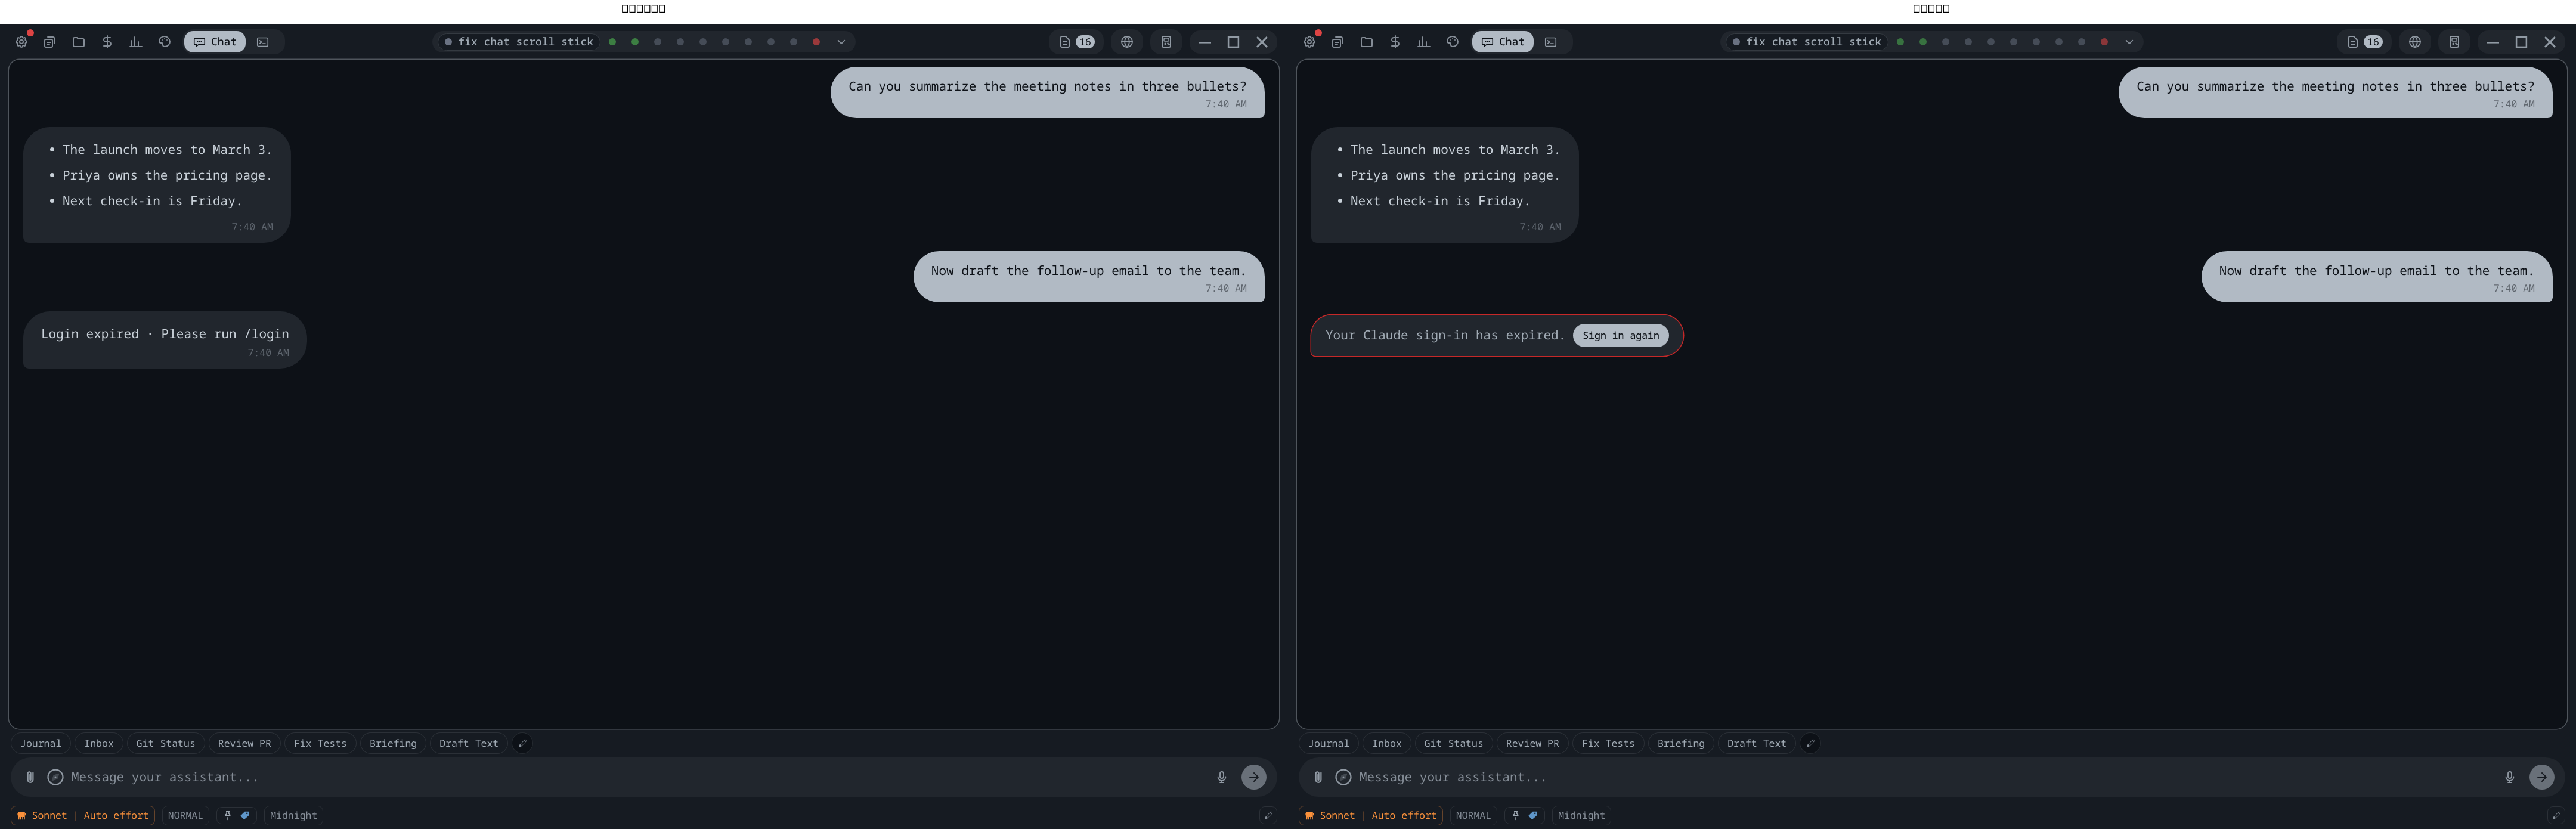 Chat
fix chat scroll stick
16
Can you summarize the meeting notes in three bullets?
7:40 AM
• The launch moves to March 3.
• Priya owns the pricing page.
• Next check-in is Friday.
7:40 AM
Now draft the follow-up email to the team.
7:40 AM
Login expired · Please run /login
7:40 AM
Journal
Inbox
Git Status
Review PR
Fix Tests
Briefing
Draft Text
Message your assistant...
Sonnet | Auto effort
NORMAL
Midnight
Chat
fix chat scroll stick
16
Can you summarize the meeting notes in three bullets?
7:40 AM
• The launch moves to March 3.
• Priya owns the pricing page.
• Next check-in is Friday.
7:40 AM
Now draft the follow-up email to the team.
7:40 AM
Your Claude sign-in has expired. Sign in again
Journal
Inbox
Git Status
Review PR
Fix Tests
Briefing
Draft Text
Message your assistant...
Sonnet | Auto effort
NORMAL
Midnight